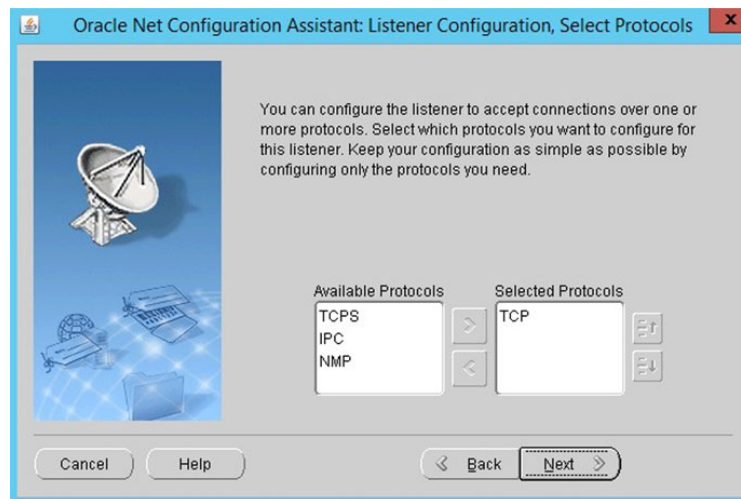 Oracle Net Configuration Assistant: Listener Configuration, Select Protocols
x
You can configure the listener to accept connections over one or
more protocols. Select which protocols you want to configure for
this listener. Keep your configuration as simple as possible by
configuring only the protocols you need.
Available Protocols
TCPS
IPC
NMP
Selected Protocols
TCP
Cancel
Help
Back
Next